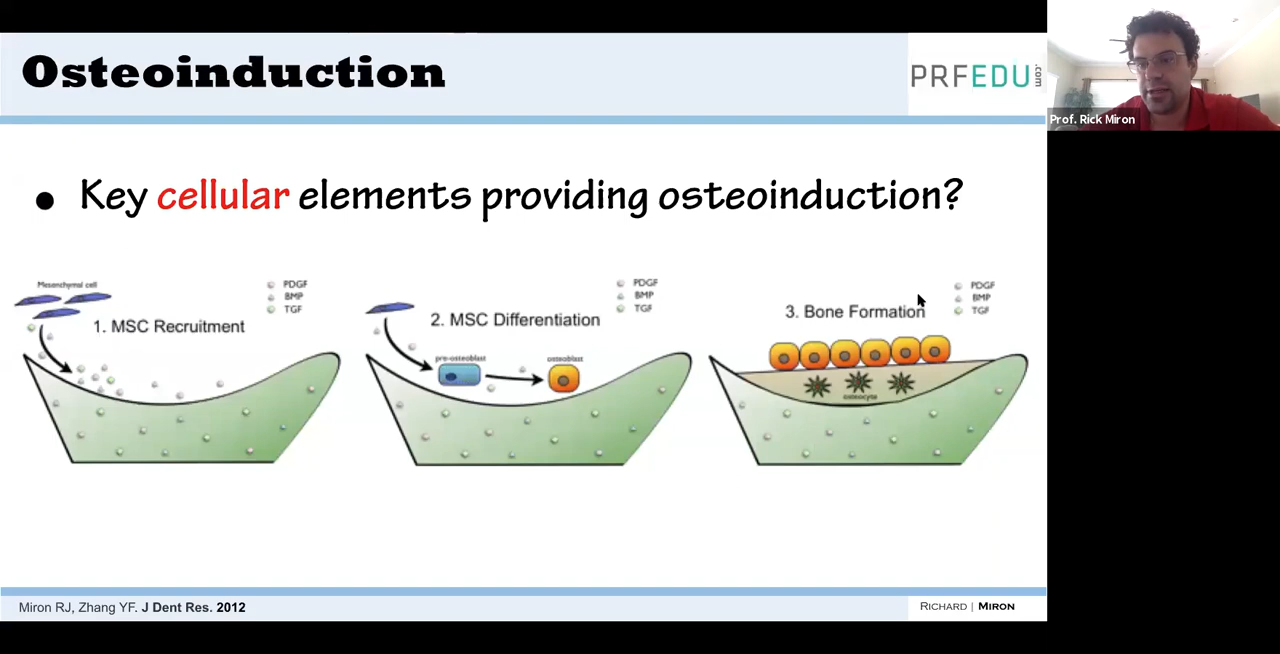 Osteoinduction
PRFEDU.com
Prof. Rick Miron
• Key cellular elements providing osteoinduction?
Mesenchymal cell
PDGF
BMP
TGF
1. MSC Recruitment
PDGF
BMP
TGF
2. MSC Differentiation
pre-osteoblast
osteoblast
PDGF
BMP
TGF
3. Bone Formation
osteocyte
Miron RJ, Zhang YF. J Dent Res. 2012
RICHARD | MIRON